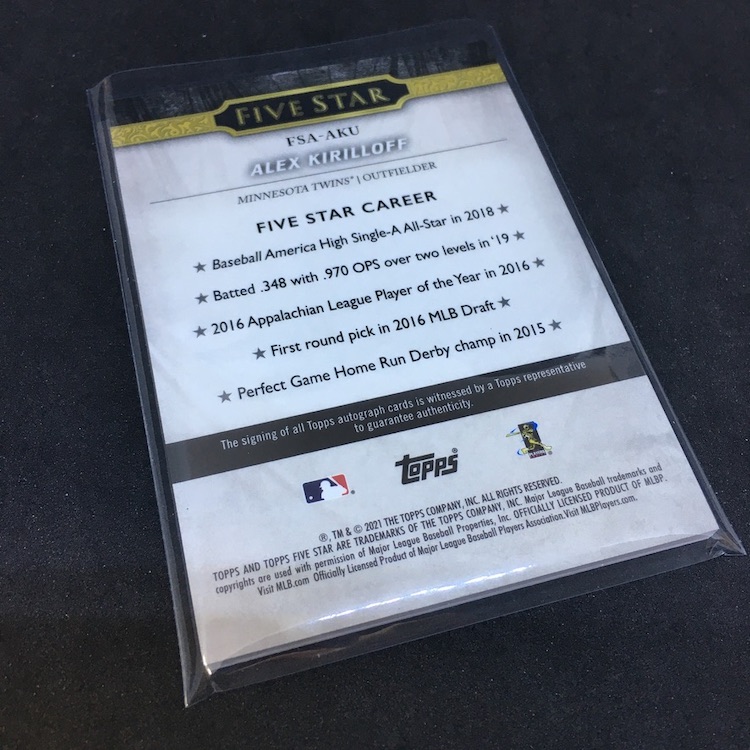 FIVE STAR
FSA-AKU
ALEX KIRILLOFF
MINNESOTA TWINS® | OUTFIELDER
FIVE STAR CAREER
★ Baseball America High Single-A All-Star in 2018 ★
★ Batted .348 with .970 OPS over two levels in '19 ★
★ 2016 Appalachian League Player of the Year in 2016 ★
★ First round pick in 2016 MLB Draft ★
★ Perfect Game Home Run Derby champ in 2015 ★
The signing of all Topps autograph cards is witnessed by a Topps representative
to guarantee authenticity.
topps®
®, TM & © 2021 THE TOPPS COMPANY, INC. ALL RIGHTS RESERVED.
TOPPS AND TOPPS FIVE STAR ARE TRADEMARKS OF THE TOPPS COMPANY, INC. Major League Baseball trademarks and
copyrights are used with permission of Major League Baseball Properties, Inc. OFFICIALLY LICENSED PRODUCT OF MLBP.
Visit MLB.com Officially Licensed Product of Major League Baseball Players Association. Visit MLBPlayers.com.